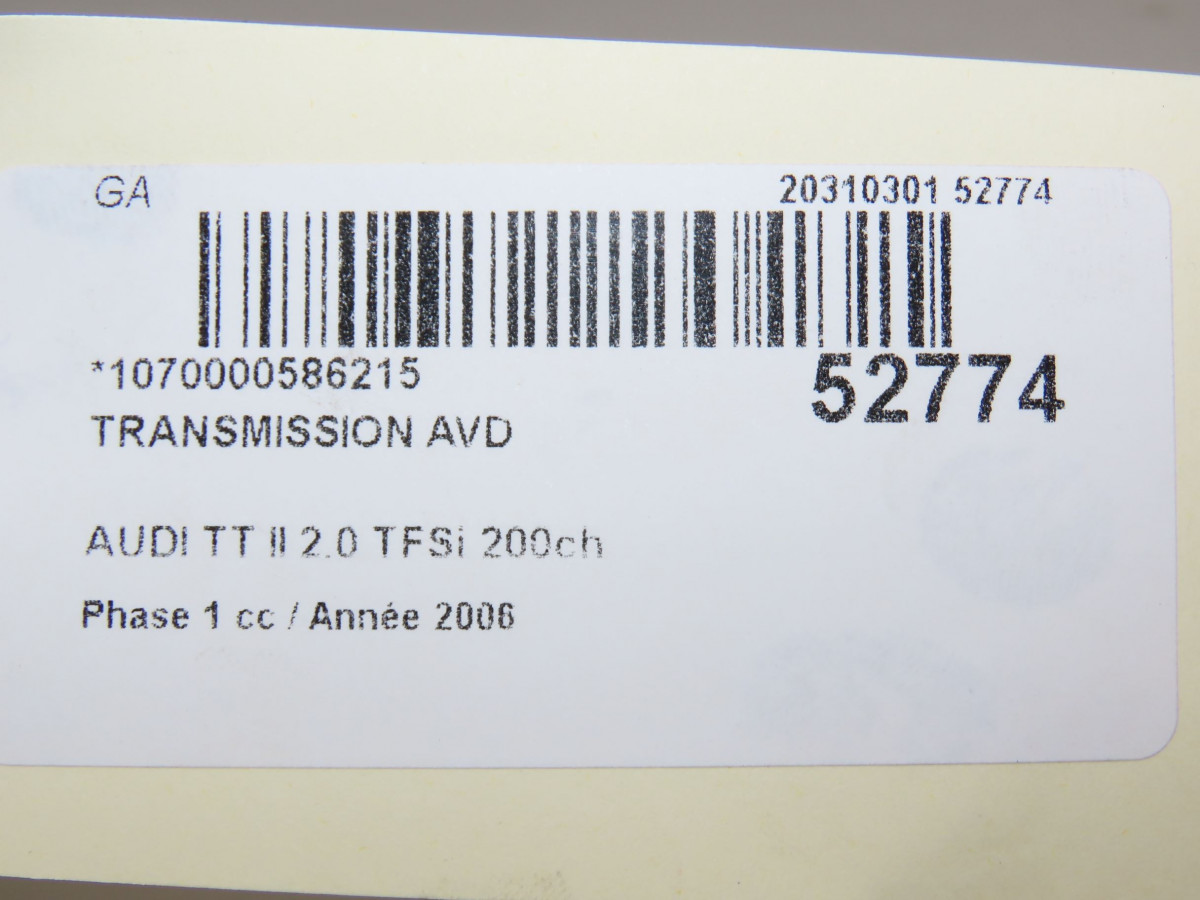 GA
20310301 52774
*1070000586215
52774
TRANSMISSION AVD
AUDI TT II 2.0 TFSi 200ch
Phase 1 cc / Année 2006